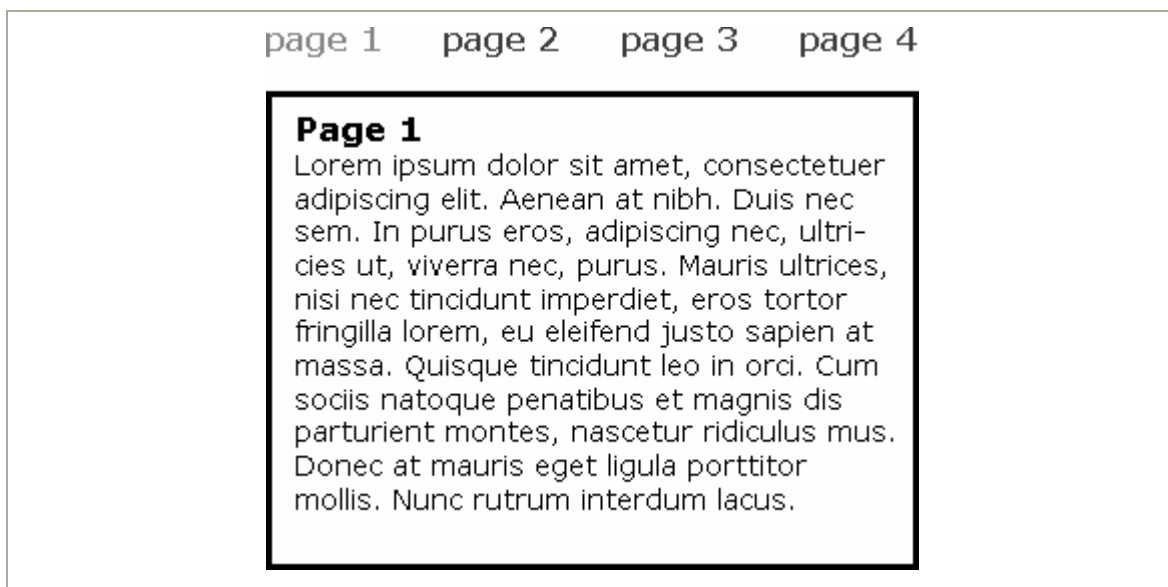 page 1 page 2 page 3 page 4
Page 1
Lorem ipsum dolor sit amet, consectetuer
adipiscing elit. Aenean at nibh. Duis nec
sem. In purus eros, adipiscing nec, ultri-
cies ut, viverra nec, purus. Mauris ultrices,
nisi nec tincidunt imperdiet, eros tortor
fringilla lorem, eu eleifend justo sapien at
massa. Quisque tincidunt leo in orci. Cum
sociis natoque penatibus et magnis dis
parturient montes, nascetur ridiculus mus.
Donec at mauris eget ligula porttitor
mollis. Nunc rutrum interdum lacus.